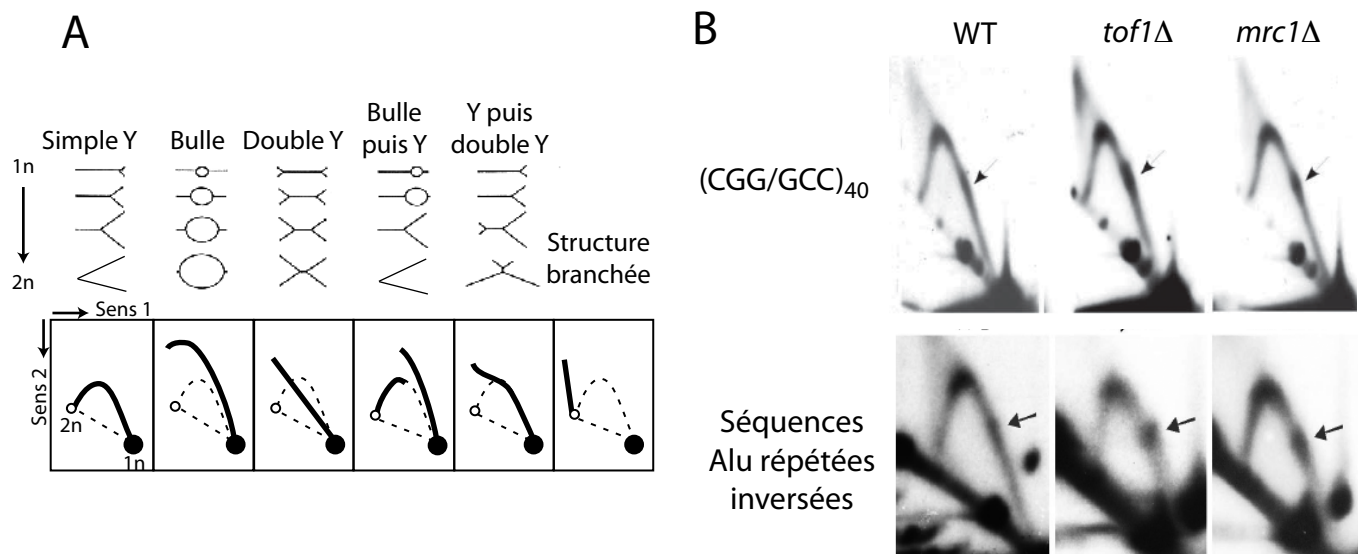 A
Simple Y
Bulle
Double Y
Bulle
puis Y
Y puis
double Y
1n
2n
Structure
branchée
Sens 1
Sens 2
2n
1n
B
WT
tof1Δ
mrc1Δ
(CGG/GCC)40
Séquences
Alu répétées
inversées